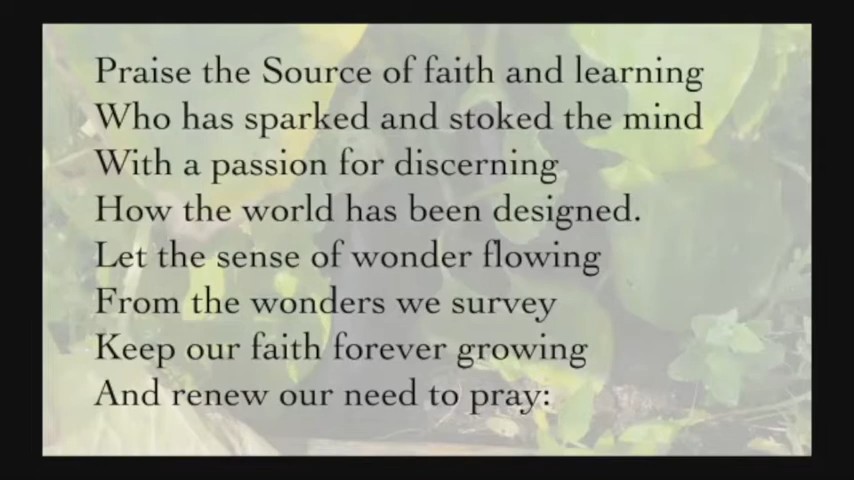 Praise the Source of faith and learning
Who has sparked and stoked the mind
With a passion for discerning
How the world has been designed.
Let the sense of wonder flowing
From the wonders we survey
Keep our faith forever growing
And renew our need to pray: